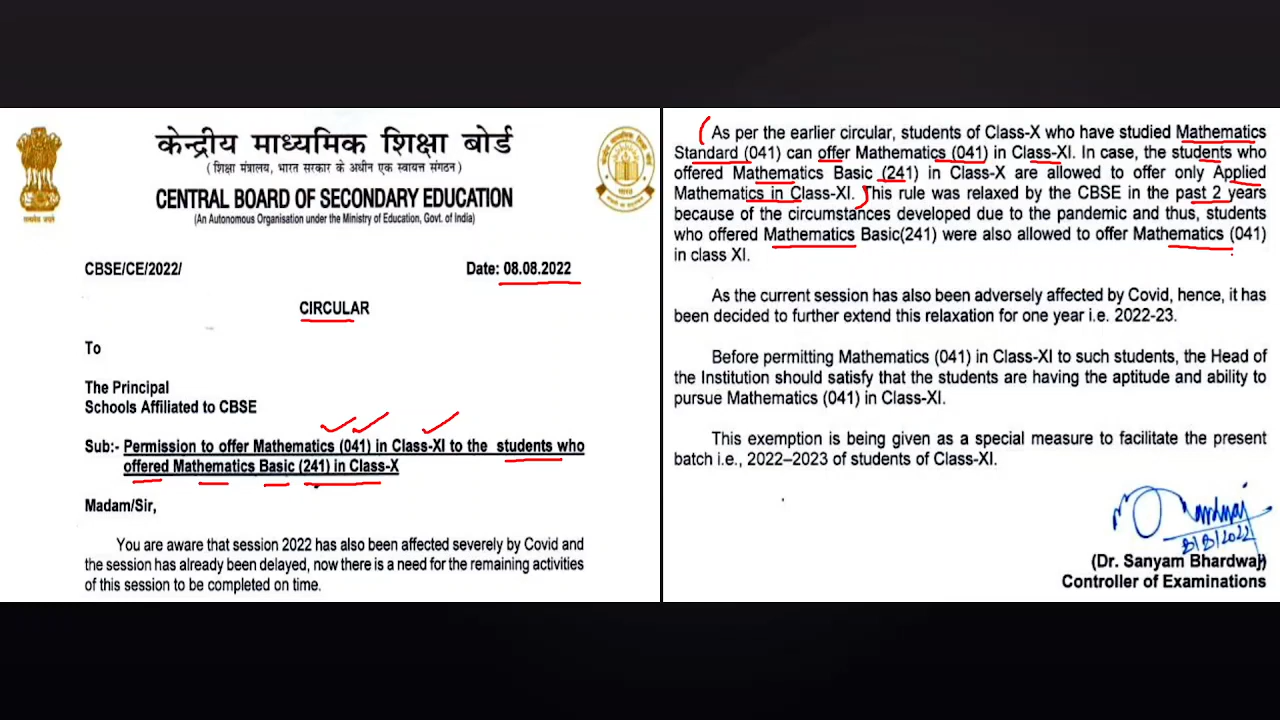 केन्द्रीय माध्यमिक शिक्षा बोर्ड
(शिक्षा मंत्रालय, भारत सरकार के अधीन एक स्वायत्त संगठन)
CENTRAL BOARD OF SECONDARY EDUCATION
(An Autonomous Organisation under the Ministry of Education, Govt. of India)
CBSE/CE/2022/ Date: 08.08.2022
CIRCULAR
To
The Principal
Schools Affiliated to CBSE
Sub:- Permission to offer Mathematics (041) in Class-XI to the students who
offered Mathematics Basic (241) in Class-X
Madam/Sir,
You are aware that session 2022 has also been affected severely by Covid and
the session has already been delayed, now there is a need for the remaining activities
of this session to be completed on time.
As per the earlier circular, students of Class-X who have studied Mathematics
Standard (041) can offer Mathematics (041) in Class-XI. In case, the students who
offered Mathematics Basic (241) in Class-X are allowed to offer only Applied
Mathematics in Class-XI. This rule was relaxed by the CBSE in the past 2 years
because of the circumstances developed due to the pandemic and thus, students
who offered Mathematics Basic(241) were also allowed to offer Mathematics (041)
in class XI.
As the current session has also been adversely affected by Covid, hence, it has
been decided to further extend this relaxation for one year i.e. 2022-23.
Before permitting Mathematics (041) in Class-XI to such students, the Head of
the Institution should satisfy that the students are having the aptitude and ability to
pursue Mathematics (041) in Class-XI.
This exemption is being given as a special measure to facilitate the present
batch i.e., 2022–2023 of students of Class-XI.
8/8/2022
(Dr. Sanyam Bhardwaj)
Controller of Examinations